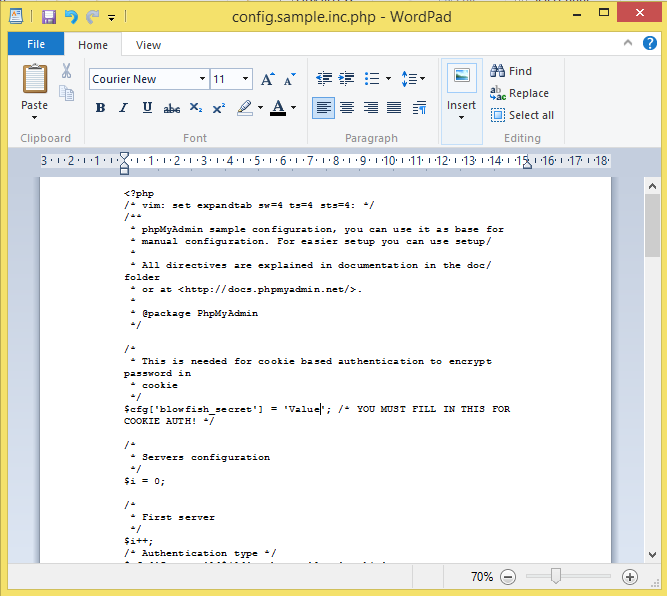 config.sample.inc.php - WordPad
File
Home
View
Paste
Clipboard
Courier New
11
A
A
B I U abc X₂ X²
A
Font
Paragraph
Insert
Find
Replace
Select all
Editing
3 2 1 1 2 3 4 5 6 7 8 9 10 11 12 13 14 15 16 17 18
<?php
/* vim: set expandtab sw=4 ts=4 sts=4: */
/**
* phpMyAdmin sample configuration, you can use it as base for
* manual configuration. For easier setup you can use setup/
*
* All directives are explained in documentation in the doc/
folder
* or at <http://docs.phpmyadmin.net/>.
*
* @package PhpMyAdmin
*/
/*
* This is needed for cookie based authentication to encrypt
password in
* cookie
*/
$cfg['blowfish_secret'] = 'Value'; /* YOU MUST FILL IN THIS FOR
COOKIE AUTH! */
/*
* Servers configuration
*/
$i = 0;
/*
* First server
*/
$i++;
/* Authentication type */
70%